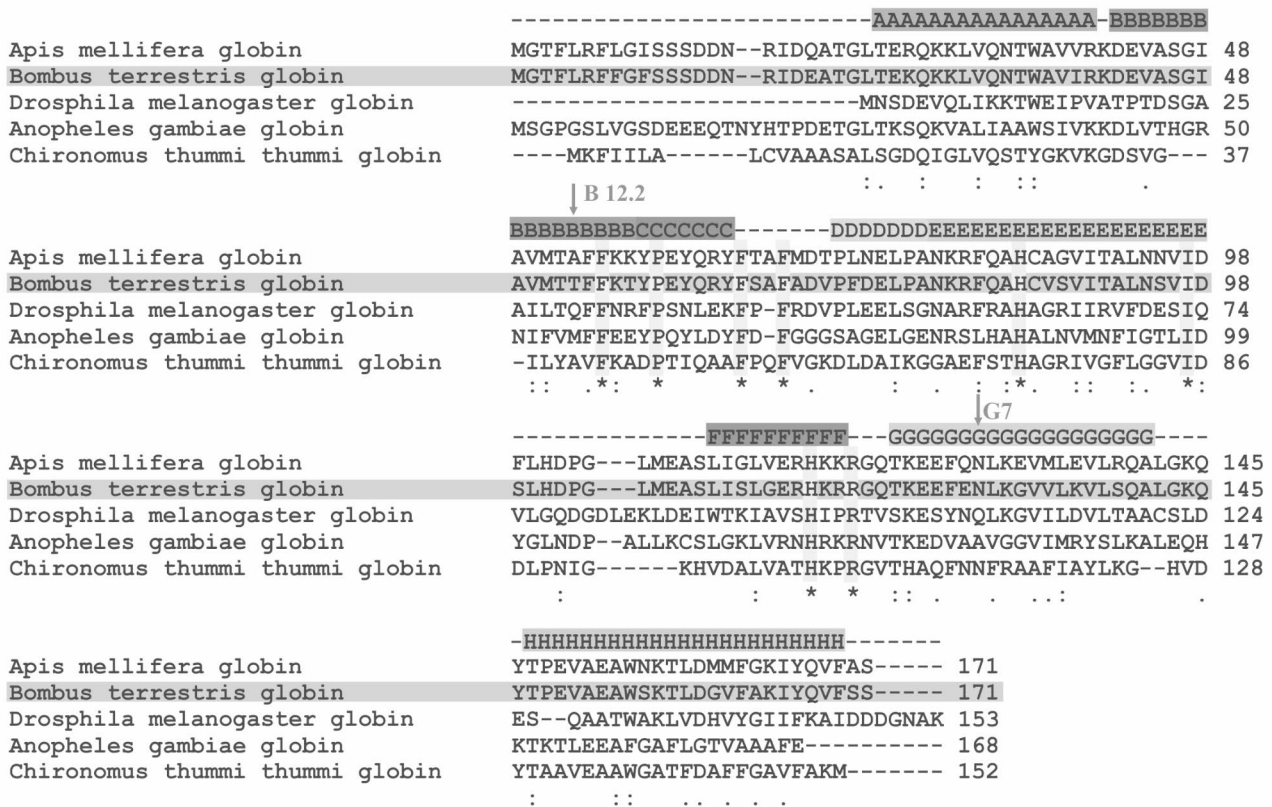 --------------------------AAAAAAAAAAAAAAAA-BBBBBBB
Apis mellifera globin MGTFLRFLGISSSSDDN--RIDQATGLTERQKKLVQNTWAVVRKDEVASGI 48
Bombus terrestris globin MGTFLRFFGFSSSSDDN--RIDEATGLTEKQKKLVQNTWAVIRKDEVASGI 48
Drosphila melanogaster globin -------------------------MNSDEVQLIKKTWEIPVATPTDSGA 25
Anopheles gambiae globin MSGPGSLVGSDEEEQTNYHTPDETGLTKSQKVALIAAWSIVKKDLVTHGR 50
Chironomus thummi thummi globin ----MKFIILA------LCVAAASALSGDQIGLVQSTYGKVKGDSVG--- 37
:. : : :: .
B 12.2
BBBBBBBBBCCCCCCC-------DDDDDDDEEEEEEEEEEEEEEEEEEEE
Apis mellifera globin AVMTAFFKKYPEYQRYFTAFMDTPLNELPANKRFQAHCAGVITALNNVID 98
Bombus terrestris globin AVMTTFFKTYPEYQRYFSAFADVPFDELPANKRFQAHCVSVITALNSVID 98
Drosphila melanogaster globin AILTQFFNRFPSNLEKFP-FRDVPLEELSGNARFRAHAGRIIRVFDESIQ 74
Anopheles gambiae globin NIFVMFFEEYPQYLDYFD-FGGGSAGELGENRSLHAHALNVMNFIGTLID 99
Chironomus thummi thummi globin -ILYAVFKADPTIQAAFPQFVGKDLDAIKGGAEFSTHAGRIVGFLGGVID 86
:: .*: * * * . . . : :* :: :. *:
G7
--------------FFFFFFFFFF---GGGGGGGGGGGGGGGGGGG----
Apis mellifera globin FLHDPG---LMEASLIGLVERHKKRGQTKEEFQNLKEVMLEVLRQALGKQ 145
Bombus terrestris globin SLHDPG---LMEASLISLGERHKRRGQTKEEFENLKGVVLKVLSQALGKQ 145
Drosphila melanogaster globin VLGQDGDLEKLDEIWTKIAVSHIPRTVSKESYNQLKGVILDVLTAACSLD 124
Anopheles gambiae globin YGLNDP--ALLKCSLGKLVRNHRKRNVTKEDVAAVGGVIMRYSLKALEQH 147
Chironomus thummi thummi globin DLPNIG------KHVDALVATHKPRGVTHAQFNNFRAAFIAYLKG--HVD 128
: : * * :: . . ..: .
-HHHHHHHHHHHHHHHHHHHHHHH-------
Apis mellifera globin YTPEVAEAWNKTLDMMFGKIYQVFAS----- 171
Bombus terrestris globin YTPEVAEAWSKTLDGVFAKIYQVFSS----- 171
Drosphila melanogaster globin ES--QAATWAKLVDHVYGIIFKAIDDDGNAK 153
Anopheles gambiae globin KTKTLEEAFGAFLGTVAAAFE---------- 168
Chironomus thummi thummi globin YTAAVEAAWGATFDAFFGAVFAKM------- 152
: :: .. . .